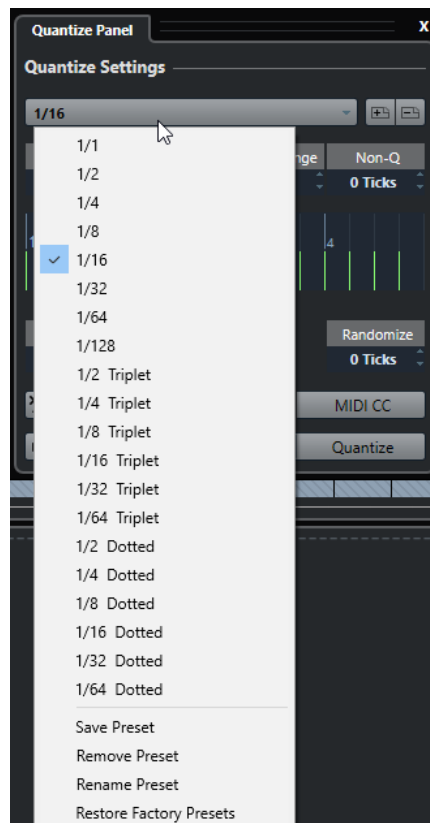 Quantize Panel X
Quantize Settings
1/16
1/1
nge Non-Q
1/2
0 Ticks
1/4
1/8
4
1/16
1/32
1/64
1/128
Randomize
1/2 Triplet
0 Ticks
1/4 Triplet
MIDI CC
1/8 Triplet
Quantize
1/16 Triplet
1/32 Triplet
1/64 Triplet
1/2 Dotted
1/4 Dotted
1/8 Dotted
1/16 Dotted
1/32 Dotted
1/64 Dotted
Save Preset
Remove Preset
Rename Preset
Restore Factory Presets